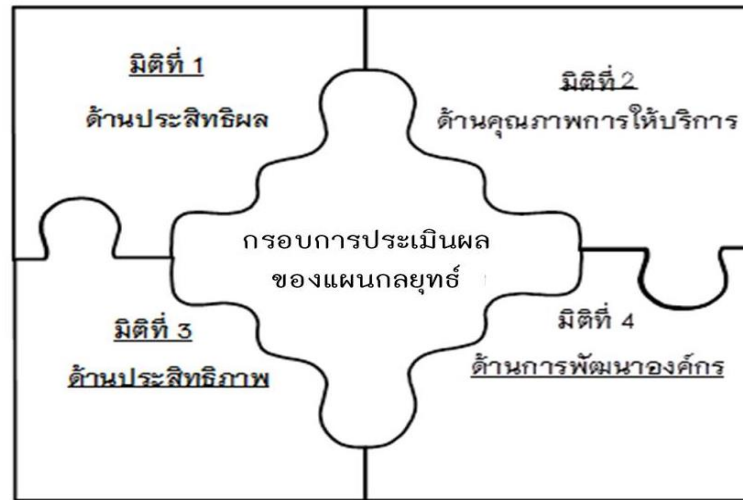 มิติที่ 1
ด้านประสิทธิผล
มิติที่ 2
ด้านคุณภาพการให้บริการ
กรอบการประเมินผล
ของแผนกลยุทธ์
มิติที่ 3
ด้านประสิทธิภาพ
มิติที่ 4
ด้านการพัฒนาองค์กร